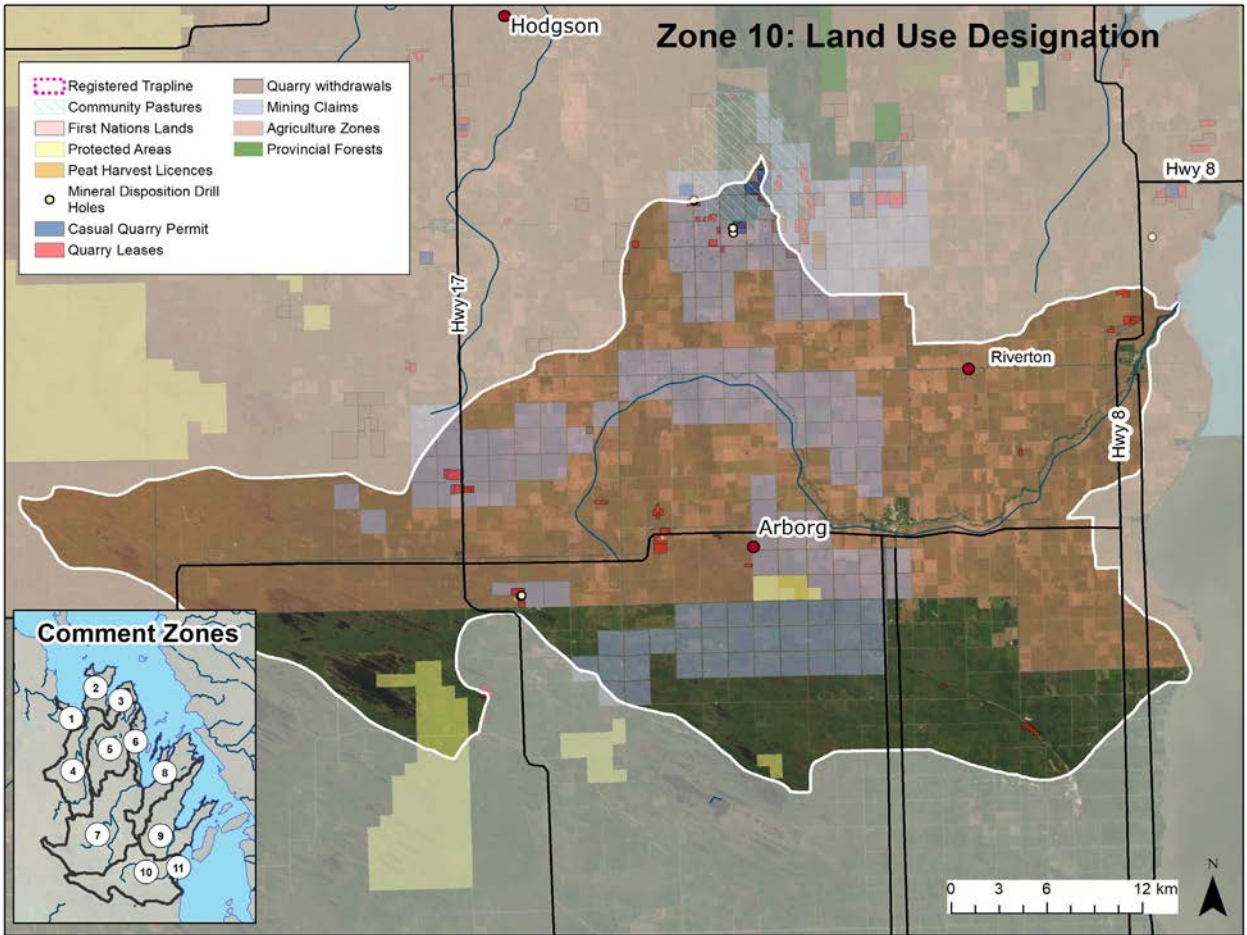 Hodgson
Zone 10: Land Use Designation
Registered Trapline
Community Pastures
First Nations Lands
Protected Areas
Peat Harvest Licences
Mineral Disposition Drill
Holes
Casual Quarry Permit
Quarry Leases
Quarry withdrawals
Mining Claims
Agriculture Zones
Provincial Forests
Hwy 8
Hwy 17
Riverton
Hwy 8
Arborg
Comment Zones
2
3
1
6
5
4
8
7
9
10
11
N
0 3 6 12 km